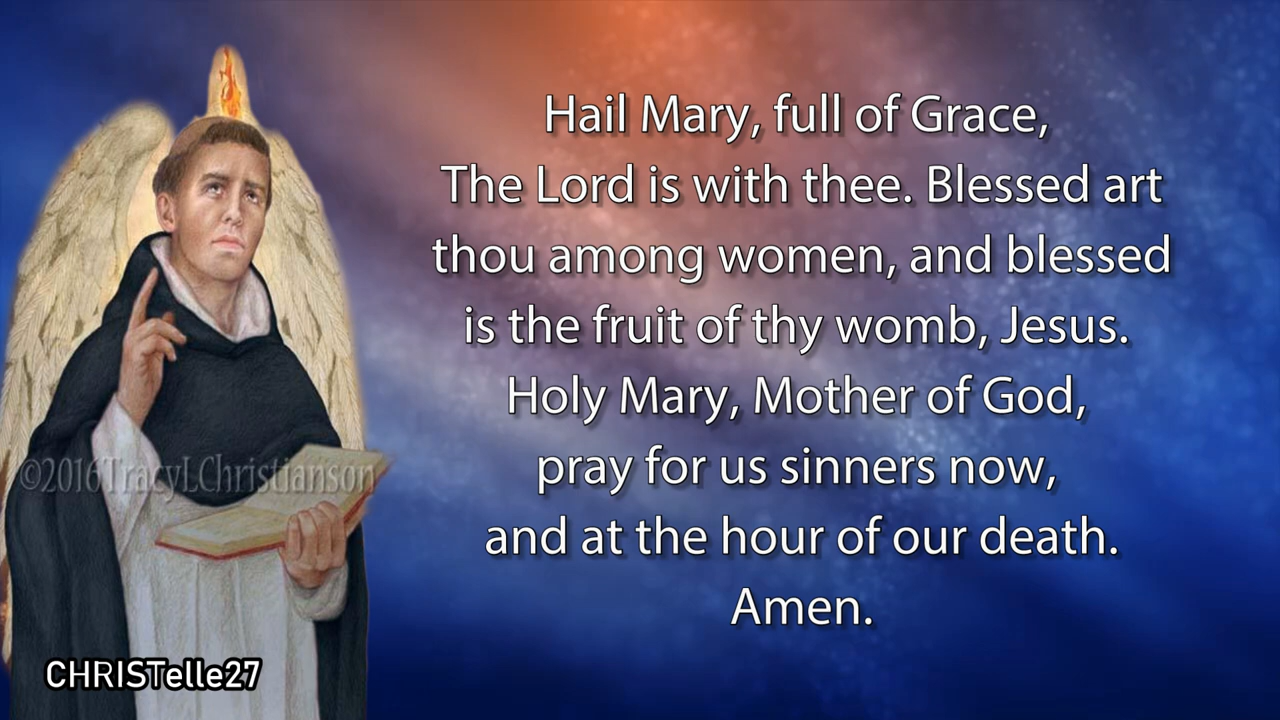 Hail Mary, full of Grace,
The Lord is with thee. Blessed art
thou among women, and blessed
is the fruit of thy womb, Jesus.
Holy Mary, Mother of God,
pray for us sinners now,
and at the hour of our death.
Amen.
©2016TracyLChristianson
CHRISTelle27